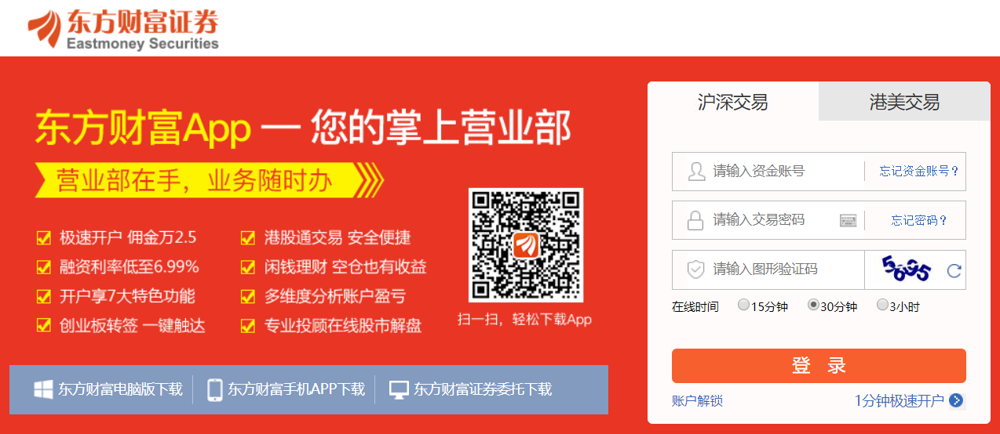 东方财富证券
Eastmoney Securities
东方财富App — 您的掌上营业部
营业部在手，业务随时办
极速开户 佣金万2.5
港股通交易 安全便捷
融资利率低至6.99%
闲钱理财 空仓也有收益
开户享7大特色功能
多维度分析账户盈亏
创业板转签 一键触达
专业投顾在线股市解盘
扫一扫，轻松下载App
东方财富电脑版下载
东方财富手机APP下载
东方财富证券委托下载
沪深交易
港美交易
请输入资金账号
忘记资金账号？
请输入交易密码
忘记密码？
请输入图形验证码
5695
在线时间 15分钟 30分钟 3小时
登 录
账户解锁
1分钟极速开户